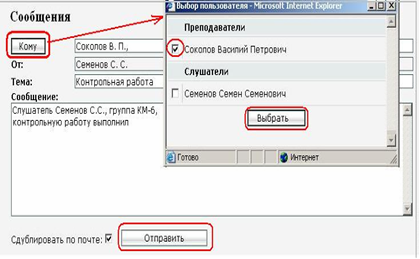 Сообщения
Кому
Соколов В. П.,
От:
Семенов С. С.
Тема:
Контрольная работа
Сообщение:
Слушатель Семенов С.С., группа КМ-6,
контрольную работу выполнил
Сдублировать по почте:
Отправить
Выбор пользователя - Microsoft Internet Explorer
Преподаватели
Соколов Василий Петрович
Слушатели
Семенов Семен Семенович
Выбрать
Готово
Интернет